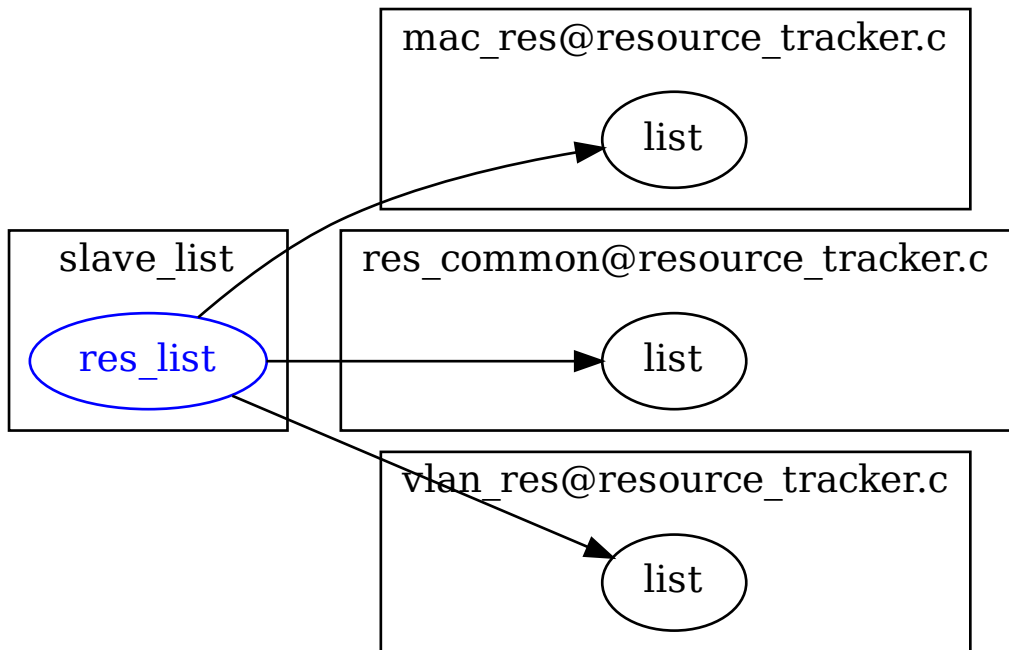 mac_res@resource_tracker.c
list
slave_list
res_list
res_common@resource_tracker.c
list
vlan_res@resource_tracker.c
list